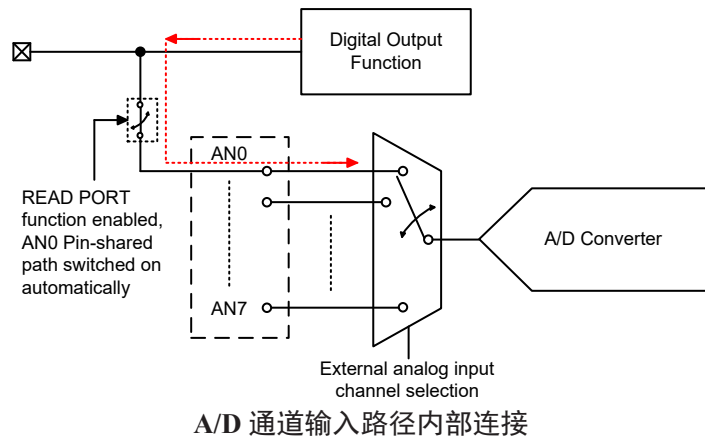 Digital Output
Function
AN0
READ PORT
function enabled,
AN0 Pin-shared
path switched on
automatically
A/D Converter
AN7
External analog input
channel selection
A/D 通道输入路径内部连接